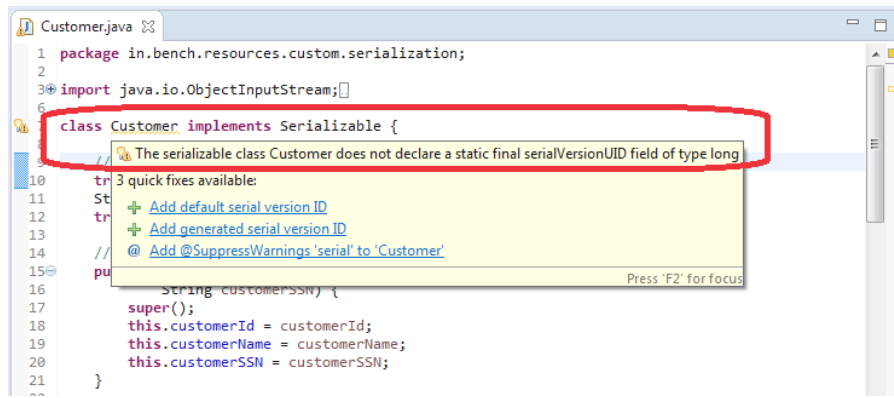 Customer.java
1 package in.bench.resources.custom.serialization;
2
3 import java.io.ObjectInputStream;
6
7 class Customer implements Serializable {
The serializable class Customer does not declare a static final serialVersionUID field of type long
9 //
10 tr
3 quick fixes available:
11 St
Add default serial version ID
12 tr
Add generated serial version ID
13
14 //
@ Add @SuppressWarnings 'serial' to 'Customer'
15 pu
Press 'F2' for focus
16 String customerSSN) {
17 super();
18 this.customerId = customerId;
19 this.customerName = customerName;
20 this.customerSSN = customerSSN;
21 }